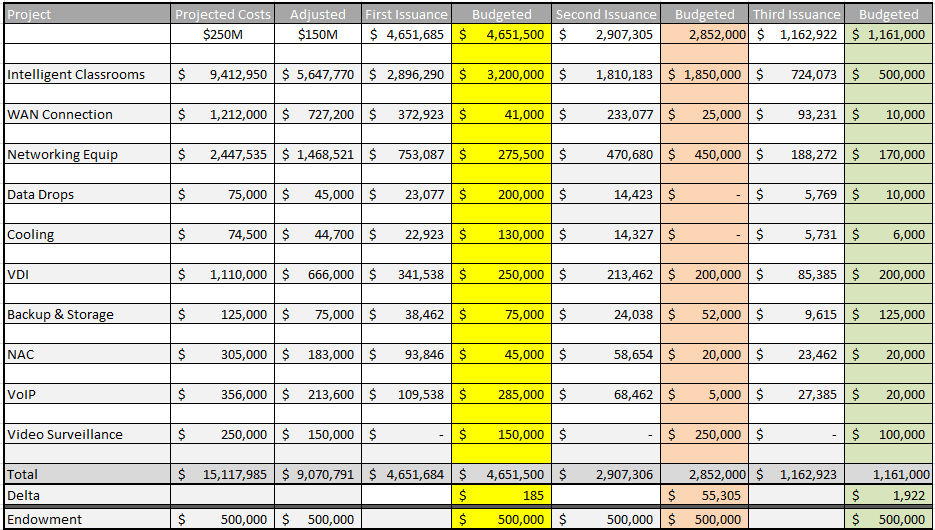 Project Projected Costs Adjusted First Issuance Budgeted Second Issuance Budgeted Third Issuance Budgeted
$250M $150M $ 4,651,685 $ 4,651,500 $ 2,907,305 2,852,000 $ 1,162,922 $ 1,161,000
Intelligent Classrooms $ 9,412,950 $ 5,647,770 $ 2,896,290 $ 3,200,000 $ 1,810,183 $ 1,850,000 $ 724,073 $ 500,000
WAN Connection $ 1,212,000 $ 727,200 $ 372,923 $ 41,000 $ 233,077 $ 25,000 $ 93,231 $ 10,000
Networking Equip $ 2,447,535 $ 1,468,521 $ 753,087 $ 275,500 $ 470,680 $ 450,000 $ 188,272 $ 170,000
Data Drops $ 75,000 $ 45,000 $ 23,077 $ 200,000 $ 14,423 $ - $ 5,769 $ 10,000
Cooling $ 74,500 $ 44,700 $ 22,923 $ 130,000 $ 14,327 $ - $ 5,731 $ 6,000
VDI $ 1,110,000 $ 666,000 $ 341,538 $ 250,000 $ 213,462 $ 200,000 $ 85,385 $ 200,000
Backup & Storage $ 125,000 $ 75,000 $ 38,462 $ 75,000 $ 24,038 $ 52,000 $ 9,615 $ 125,000
NAC $ 305,000 $ 183,000 $ 93,846 $ 45,000 $ 58,654 $ 20,000 $ 23,462 $ 20,000
VoIP $ 356,000 $ 213,600 $ 109,538 $ 285,000 $ 68,462 $ 5,000 $ 27,385 $ 20,000
Video Surveillance $ 250,000 $ 150,000 $ - $ 150,000 $ - $ 250,000 $ - $ 100,000
Total $ 15,117,985 $ 9,070,791 $ 4,651,684 $ 4,651,500 $ 2,907,306 2,852,000 $ 1,162,923 1,161,000
Delta $ 185 $ 55,305 $ 1,922
Endowment $ 500,000 $ 500,000 $ 500,000 $ 500,000 $ 500,000 $ 500,000